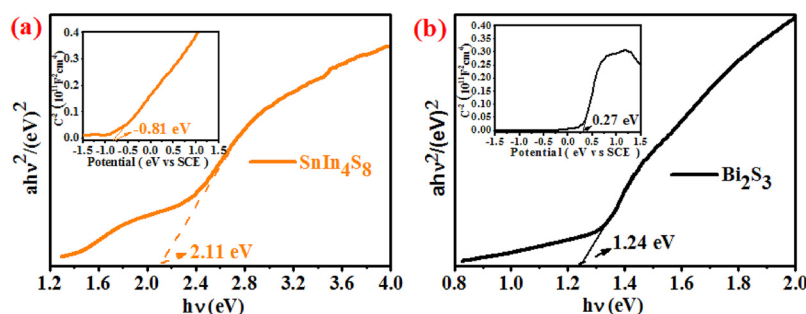 (a)
0.4
0.3
0.2
0.1
0.0
C⁻² (10¹¹F⁻²cm⁴)
-0.81 eV
-1.5 -1.0 -0.5 0.0 0.5 1.0 1.5
Potential ( eV vs SCE )
SnIn₄S₈
2.11 eV
ahν²/(eV)²
1.2 1.6 2.0 2.4 2.8 3.2 3.6 4.0
hν (eV)
(b)
0.40
0.30
0.25
0.20
0.15
0.10
0.05
0.00
0.27 eV
-1.5 -1.0 -0.5 0.0 0.5 1.0 1.5
Potential ( eV vs SCE )
Bi₂S₃
1.24 eV
ahν²/(eV)²
0.8 1.0 1.2 1.4 1.6 1.8 2.0
hν (eV)